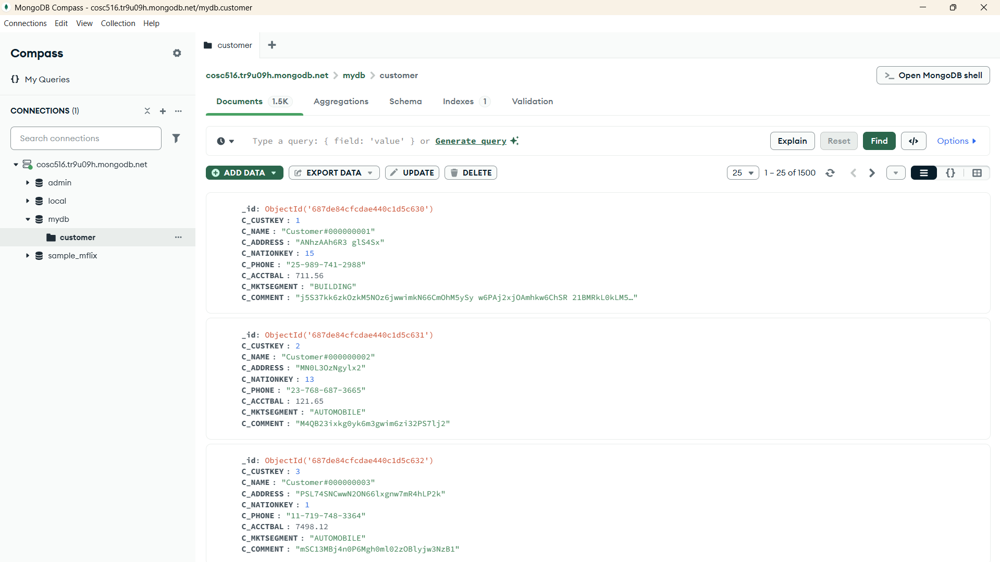 MongoDB Compass - cosc516.tr9u09h.mongodb.net/mydb.customer
Connections Edit View Collection Help
Compass
My Queries
CONNECTIONS (1)
Search connections
cosc516.tr9u09h.mongodb.net
admin
local
mydb
customer
sample_mflix
customer
cosc516.tr9u09h.mongodb.net > mydb > customer
>_ Open MongoDB shell
Documents 1.5K Aggregations Schema Indexes 1 Validation
Type a query: { field: 'value' } or Generate query
Explain Reset Find </> Options
ADD DATA EXPORT DATA UPDATE DELETE
25 1 – 25 of 1500 {}
_id: ObjectId('687de84cfcdae440c1d5c630')
C_CUSTKEY : 1
C_NAME : "Customer#000000001"
C_ADDRESS : "ANhzAAh6R3 glS4Sx"
C_NATIONKEY : 15
C_PHONE : "25-989-741-2988"
C_ACCTBAL : 711.56
C_MKTSEGMENT : "BUILDING"
C_COMMENT : "j5S37kk6zkOzkM5NOz6jwwimkN66CmOhM5ySy w6PAj2xjOAmhkw6ChSR 21BMRkL0kLM5…"
_id: ObjectId('687de84cfcdae440c1d5c631')
C_CUSTKEY : 2
C_NAME : "Customer#000000002"
C_ADDRESS : "MN0L3OzNgylx2"
C_NATIONKEY : 13
C_PHONE : "23-768-687-3665"
C_ACCTBAL : 121.65
C_MKTSEGMENT : "AUTOMOBILE"
C_COMMENT : "M4QB23ixkg0yk6m3gwim6zi32PS7lj2"
_id: ObjectId('687de84cfcdae440c1d5c632')
C_CUSTKEY : 3
C_NAME : "Customer#000000003"
C_ADDRESS : "PSL74SNCwwN2ON66lxgnw7mR4hLP2k"
C_NATIONKEY : 1
C_PHONE : "11-719-748-3364"
C_ACCTBAL : 7498.12
C_MKTSEGMENT : "AUTOMOBILE"
C_COMMENT : "mSC13MBj4n0P6Mgh0ml02zOBlyjw3NzB1"